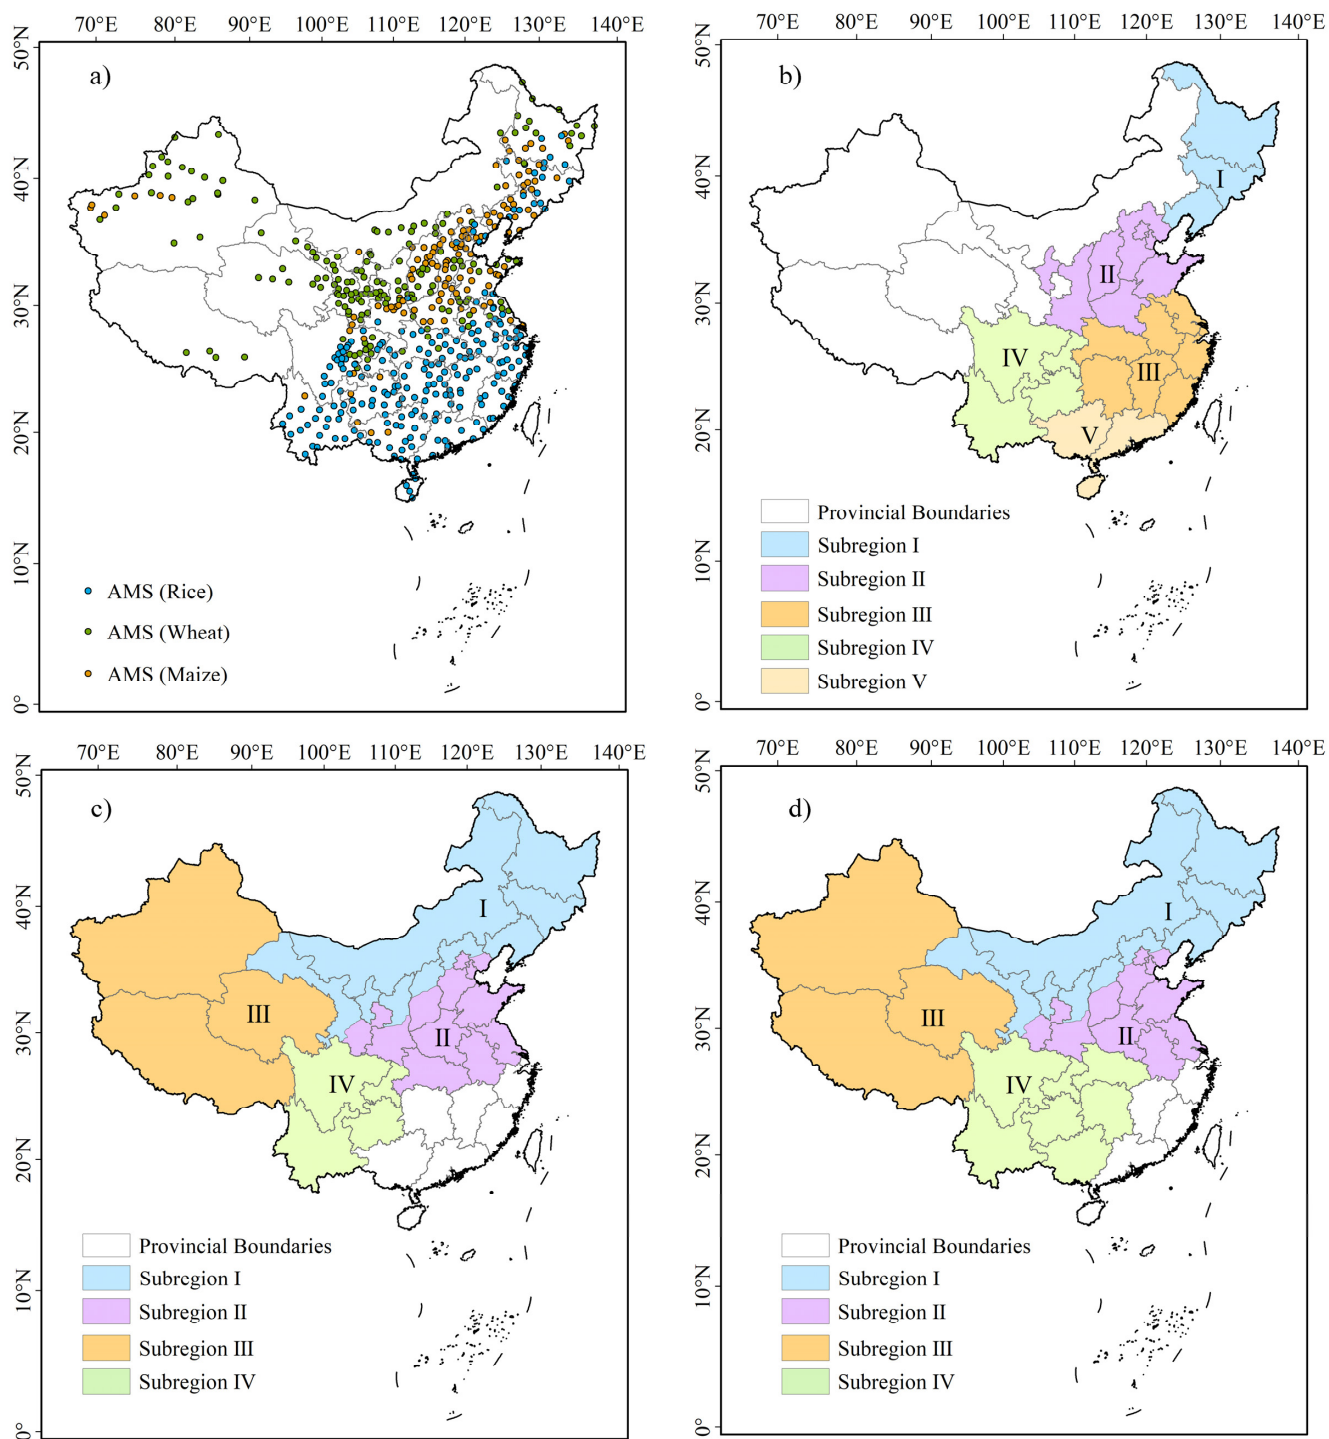 70°E 80°E 90°E 100°E 110°E 120°E 130°E 140°E
50°N
40°N
30°N
20°N
10°N
0°
a)
AMS (Rice)
AMS (Wheat)
AMS (Maize)
70°E 80°E 90°E 100°E 110°E 120°E 130°E 140°E
50°N
40°N
30°N
20°N
10°N
0°
b)
I
II
III
IV
V
Provincial Boundaries
Subregion I
Subregion II
Subregion III
Subregion IV
Subregion V
70°E 80°E 90°E 100°E 110°E 120°E 130°E 140°E
50°N
40°N
30°N
20°N
10°N
0°
c)
I
III
II
IV
Provincial Boundaries
Subregion I
Subregion II
Subregion III
Subregion IV
70°E 80°E 90°E 100°E 110°E 120°E 130°E 140°E
50°N
40°N
30°N
20°N
10°N
0°
d)
I
III
II
IV
Provincial Boundaries
Subregion I
Subregion II
Subregion III
Subregion IV